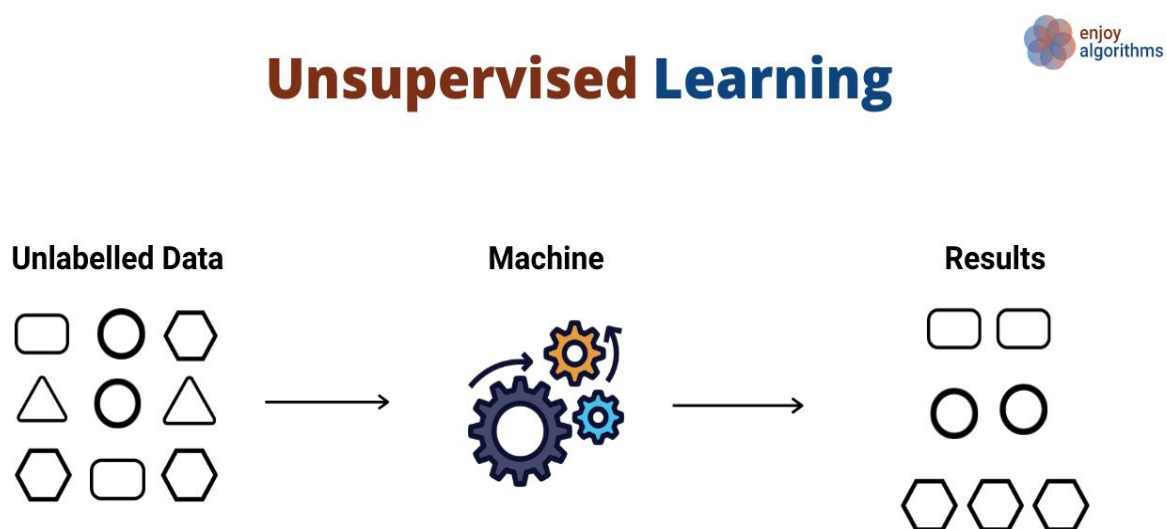 enjoy
algorithms
Unsupervised Learning
Unlabelled Data
Machine
Results